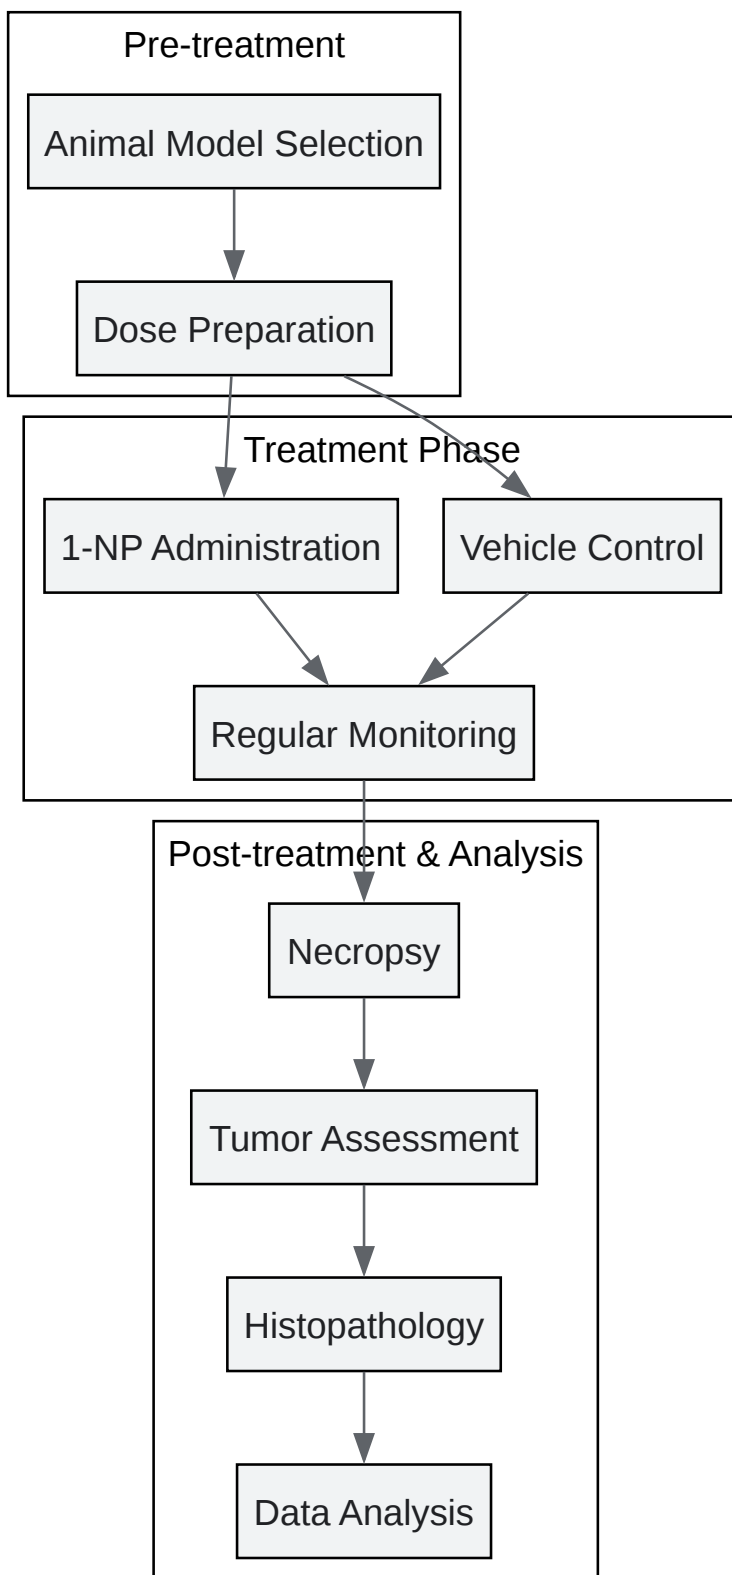 Pre-treatment
Animal Model Selection
Dose Preparation
Treatment Phase
1-NP Administration
Vehicle Control
Regular Monitoring
Post-treatment & Analysis
Necropsy
Tumor Assessment
Histopathology
Data Analysis